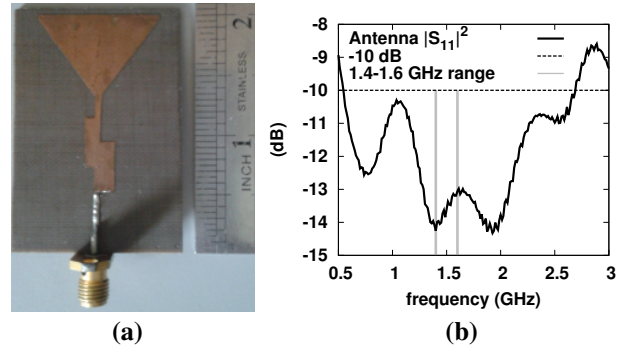 2
STAINLESS
1
INCH
(a)
Antenna |S₁₁|²
-10 dB
1.4-1.6 GHz range
-8
-9
-10
-11
-12
-13
-14
-15
(dB)
0.5 1 1.5 2 2.5 3
frequency (GHz)
(b)